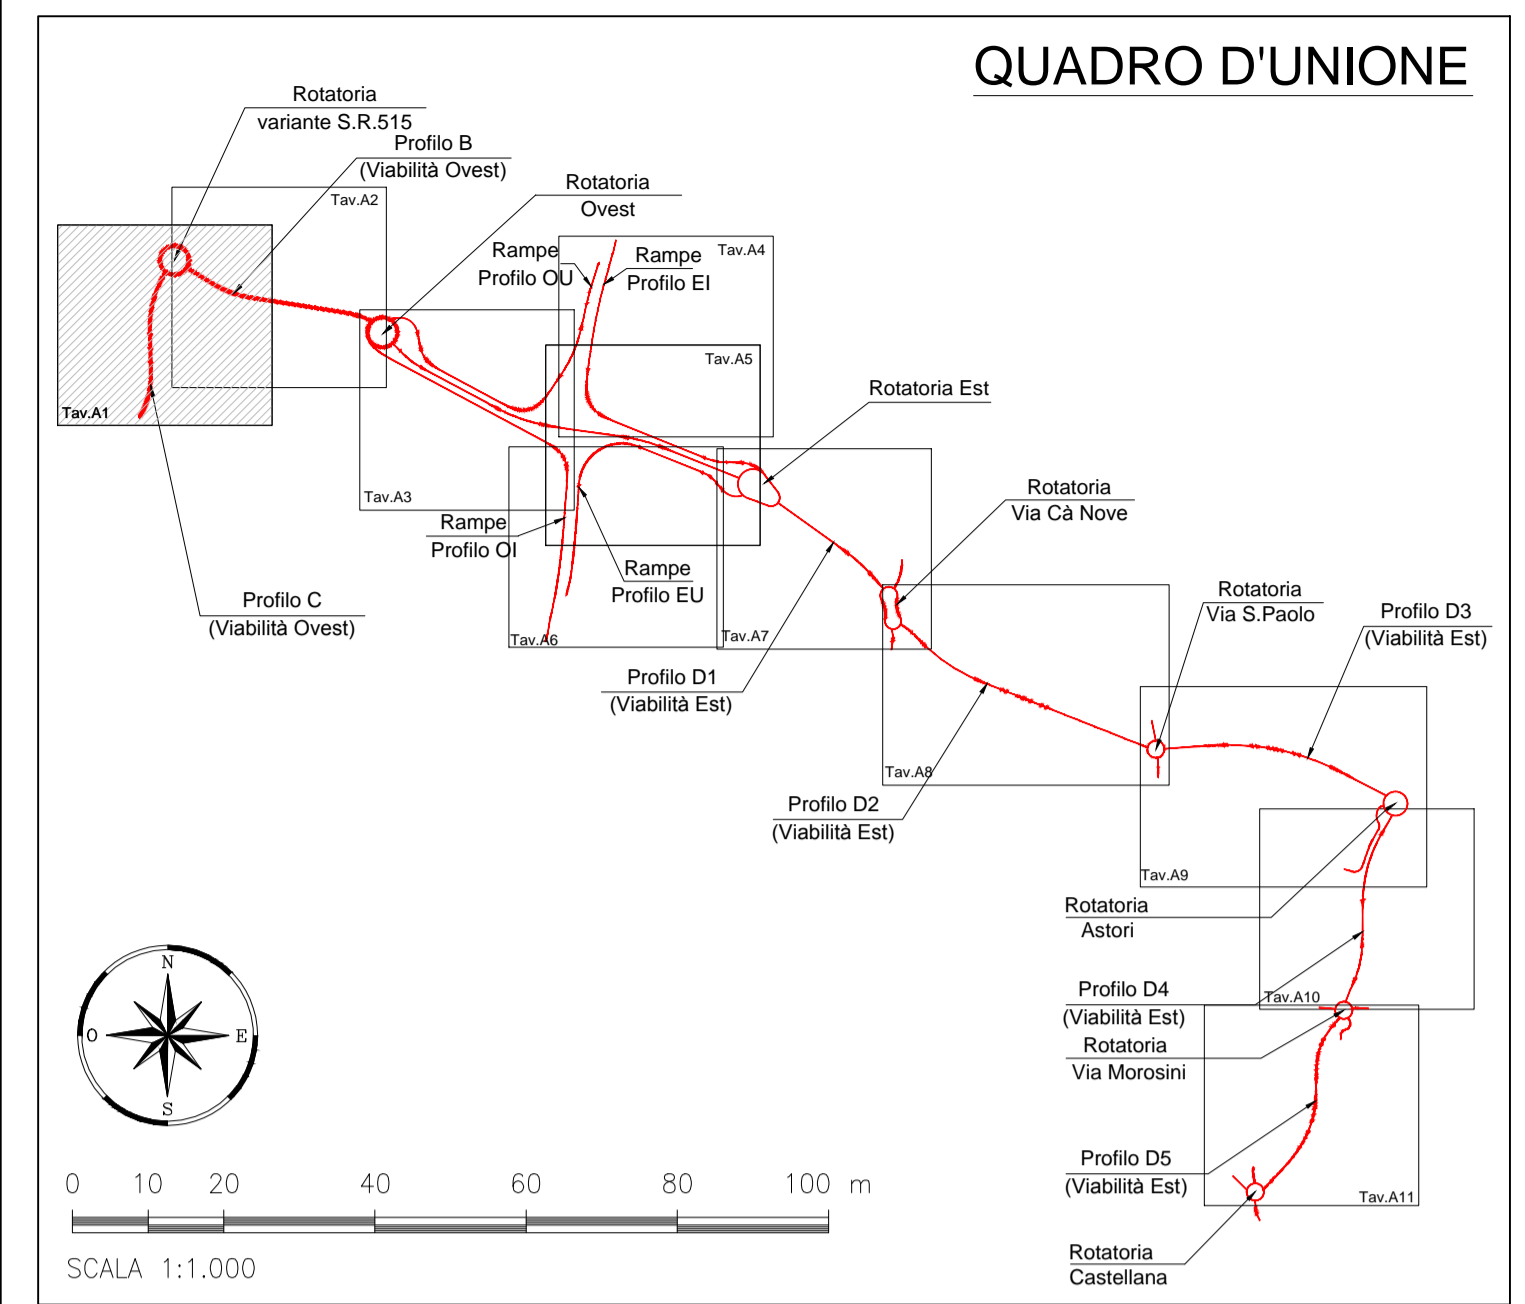 QUADRO D'UNIONE
Rotatoria
variante S.R.515
Profilo B
(Viabilità Ovest)
Tav.A2
Rotatoria
Ovest
Rampe
Profilo OU
Rampe
Profilo EI
Tav.A4
Tav.A1
Tav.A5
Rotatoria Est
Tav.A3
Rampe
Profilo OI
Rampe
Profilo EU
Rotatoria
Via Cà Nove
Profilo C
(Viabilità Ovest)
Tav.A6
Tav.A7
Rotatoria
Via S.Paolo
Profilo D3
(Viabilità Est)
Profilo D1
(Viabilità Est)
Tav.A8
Profilo D2
(Viabilità Est)
Tav.A9
Rotatoria
Astori
Profilo D4
(Viabilità Est)
Tav.A10
Rotatoria
Via Morosini
Profilo D5
(Viabilità Est)
Tav.A11
Rotatoria
Castellana
N
O
E
S
0 10 20 40 60 80 100 m
SCALA 1:1.000